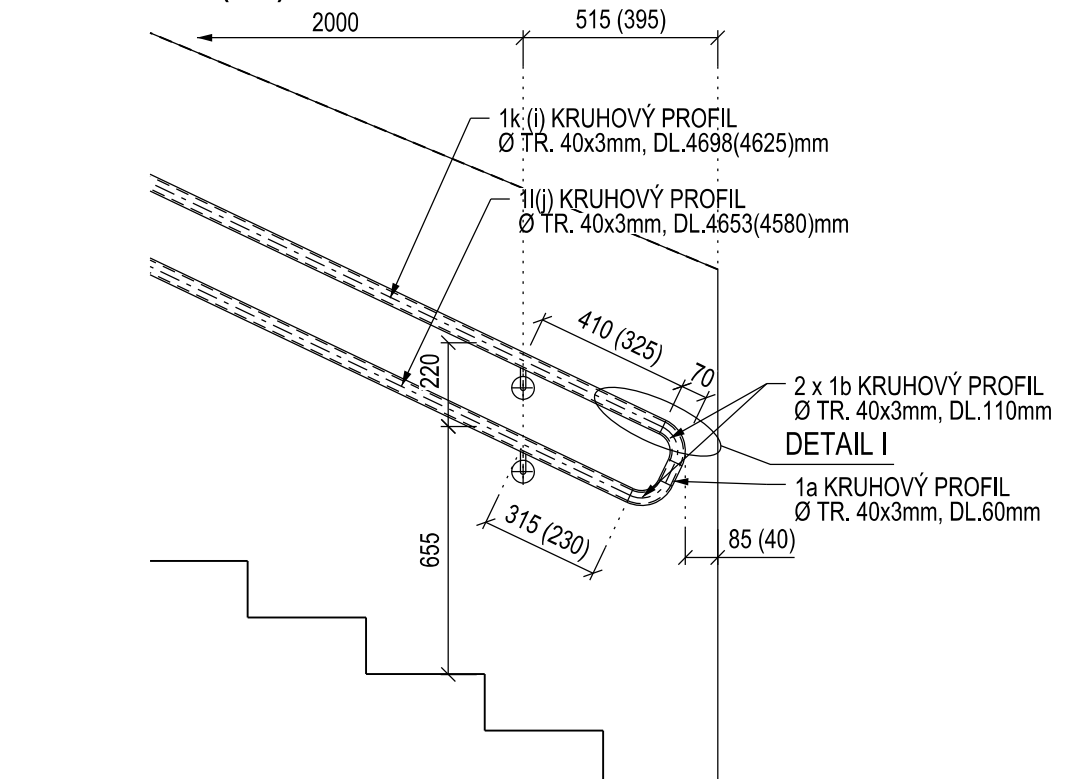 2000
515 (395)
1k (i) KRUHOVÝ PROFIL
Ø TR. 40x3mm, DL.4698(4625)mm
1l(j) KRUHOVÝ PROFIL
Ø TR. 40x3mm, DL.4653(4580)mm
410 (325)
70
220
2 x 1b KRUHOVÝ PROFIL
Ø TR. 40x3mm, DL.110mm
DETAIL I
1a KRUHOVÝ PROFIL
Ø TR. 40x3mm, DL.60mm
315 (230)
655
85 (40)